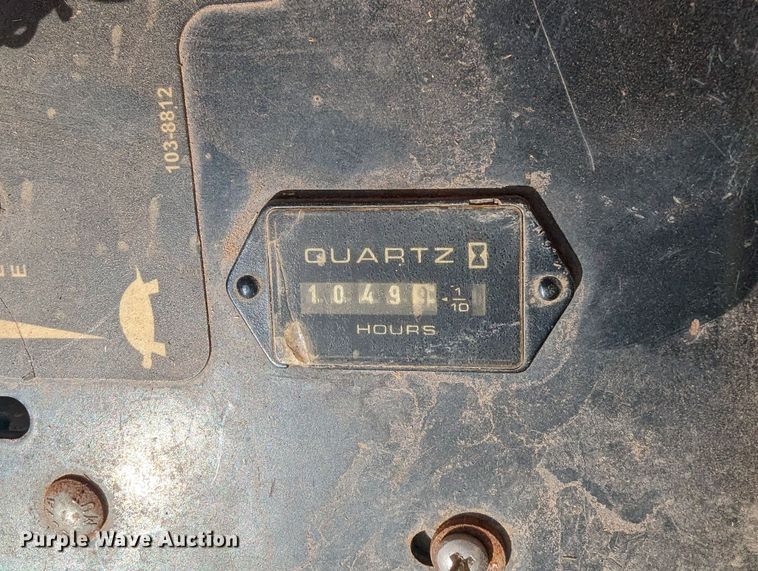 103-8812
L
E
QUARTZ
1049
1/10
HOURS
Purple Wave Auction